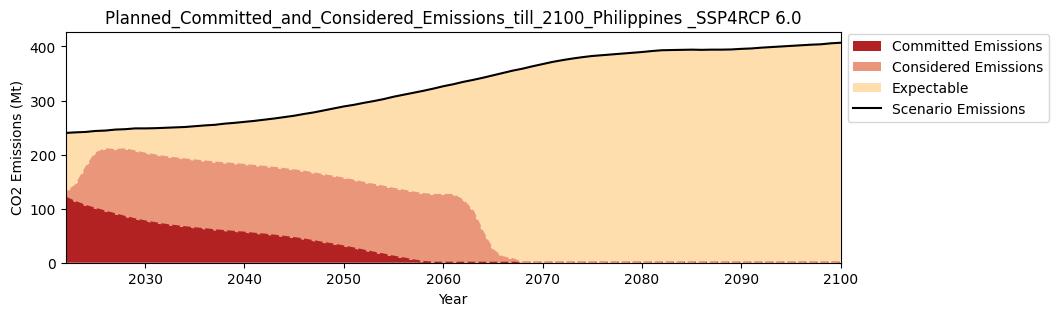 Planned_Committed_and_Considered_Emissions_till_2100_Philippines _SSP4RCP 6.0
CO2 Emissions (Mt)
400
300
200
100
0
2030
2040
2050
2060
2070
2080
2090
2100
Year
Committed Emissions
Considered Emissions
Expectable
Scenario Emissions